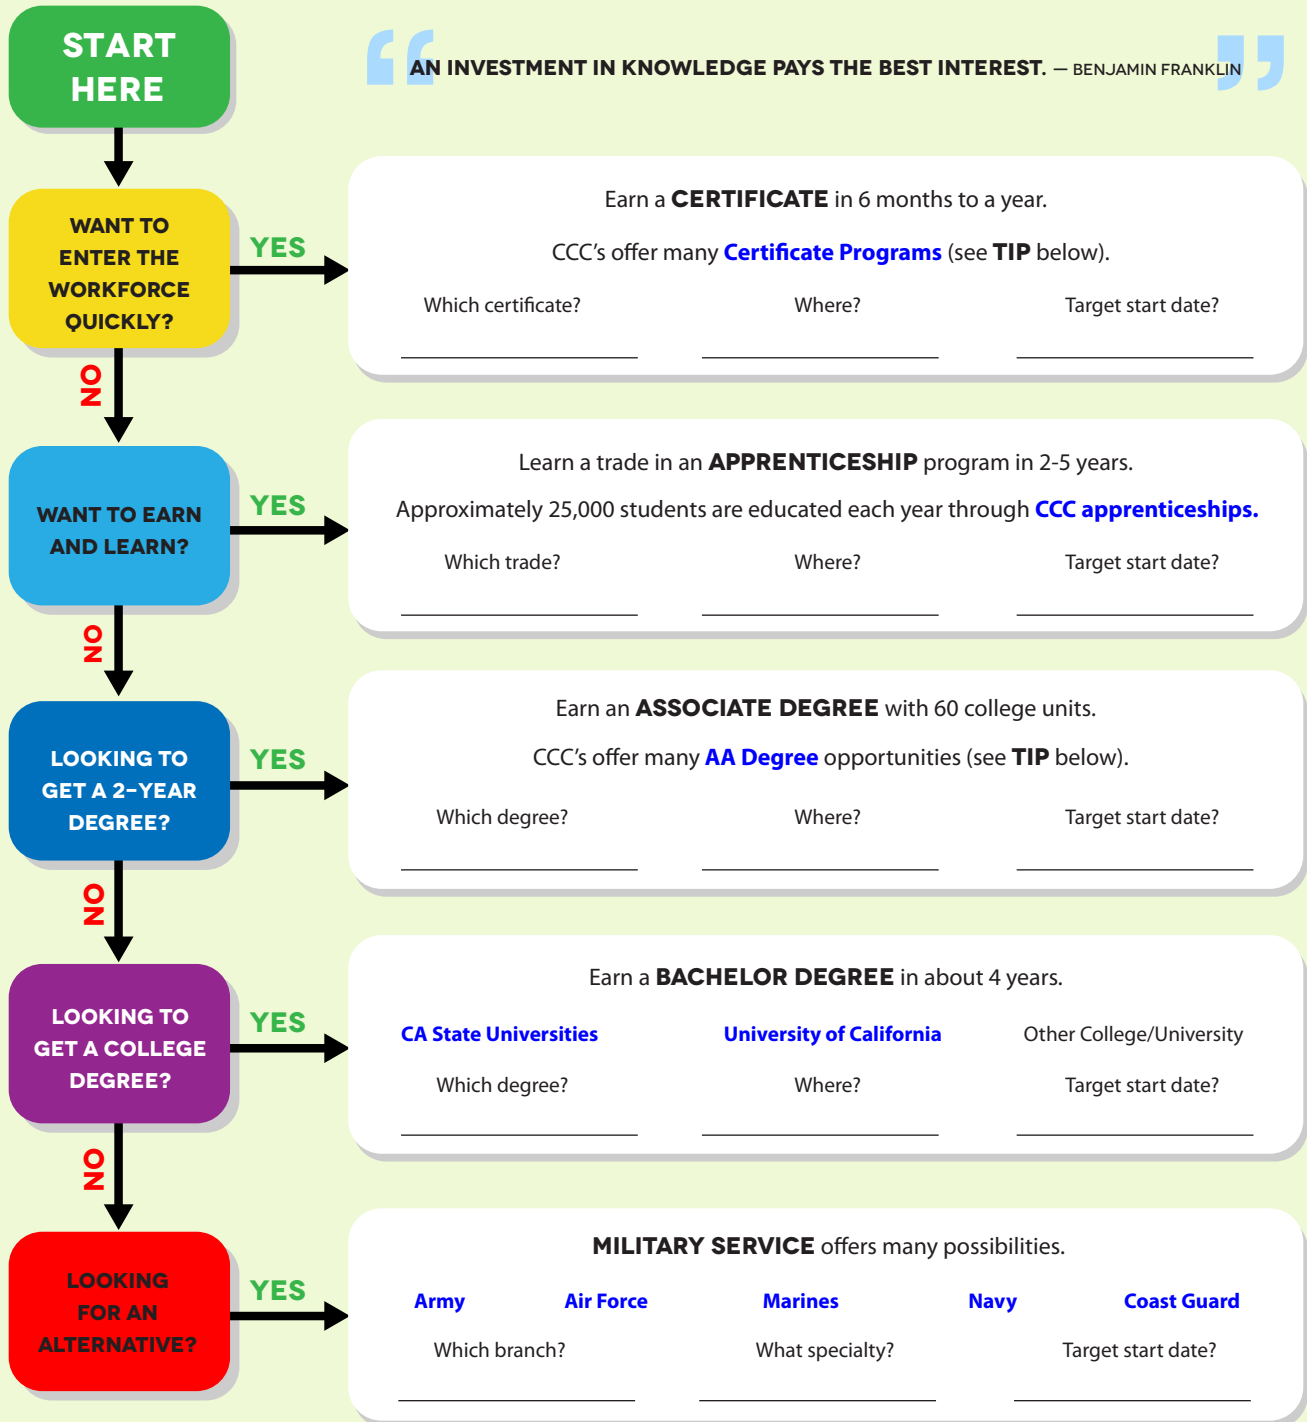 START
HERE
“ AN INVESTMENT IN KNOWLEDGE PAYS THE BEST INTEREST. — BENJAMIN FRANKLIN ”
WANT TO
ENTER THE
WORKFORCE
QUICKLY?
YES
Earn a CERTIFICATE in 6 months to a year.
CCC's offer many Certificate Programs (see TIP below).
Which certificate? Where? Target start date?
NO
WANT TO EARN
AND LEARN?
YES
Learn a trade in an APPRENTICESHIP program in 2-5 years.
Approximately 25,000 students are educated each year through CCC apprenticeships.
Which trade? Where? Target start date?
NO
LOOKING TO
GET A 2-YEAR
DEGREE?
YES
Earn an ASSOCIATE DEGREE with 60 college units.
CCC's offer many AA Degree opportunities (see TIP below).
Which degree? Where? Target start date?
NO
LOOKING TO
GET A COLLEGE
DEGREE?
YES
Earn a BACHELOR DEGREE in about 4 years.
CA State Universities University of California Other College/University
Which degree? Where? Target start date?
NO
LOOKING
FOR AN
ALTERNATIVE?
YES
MILITARY SERVICE offers many possibilities.
Army Air Force Marines Navy Coast Guard
Which branch? What specialty? Target start date?